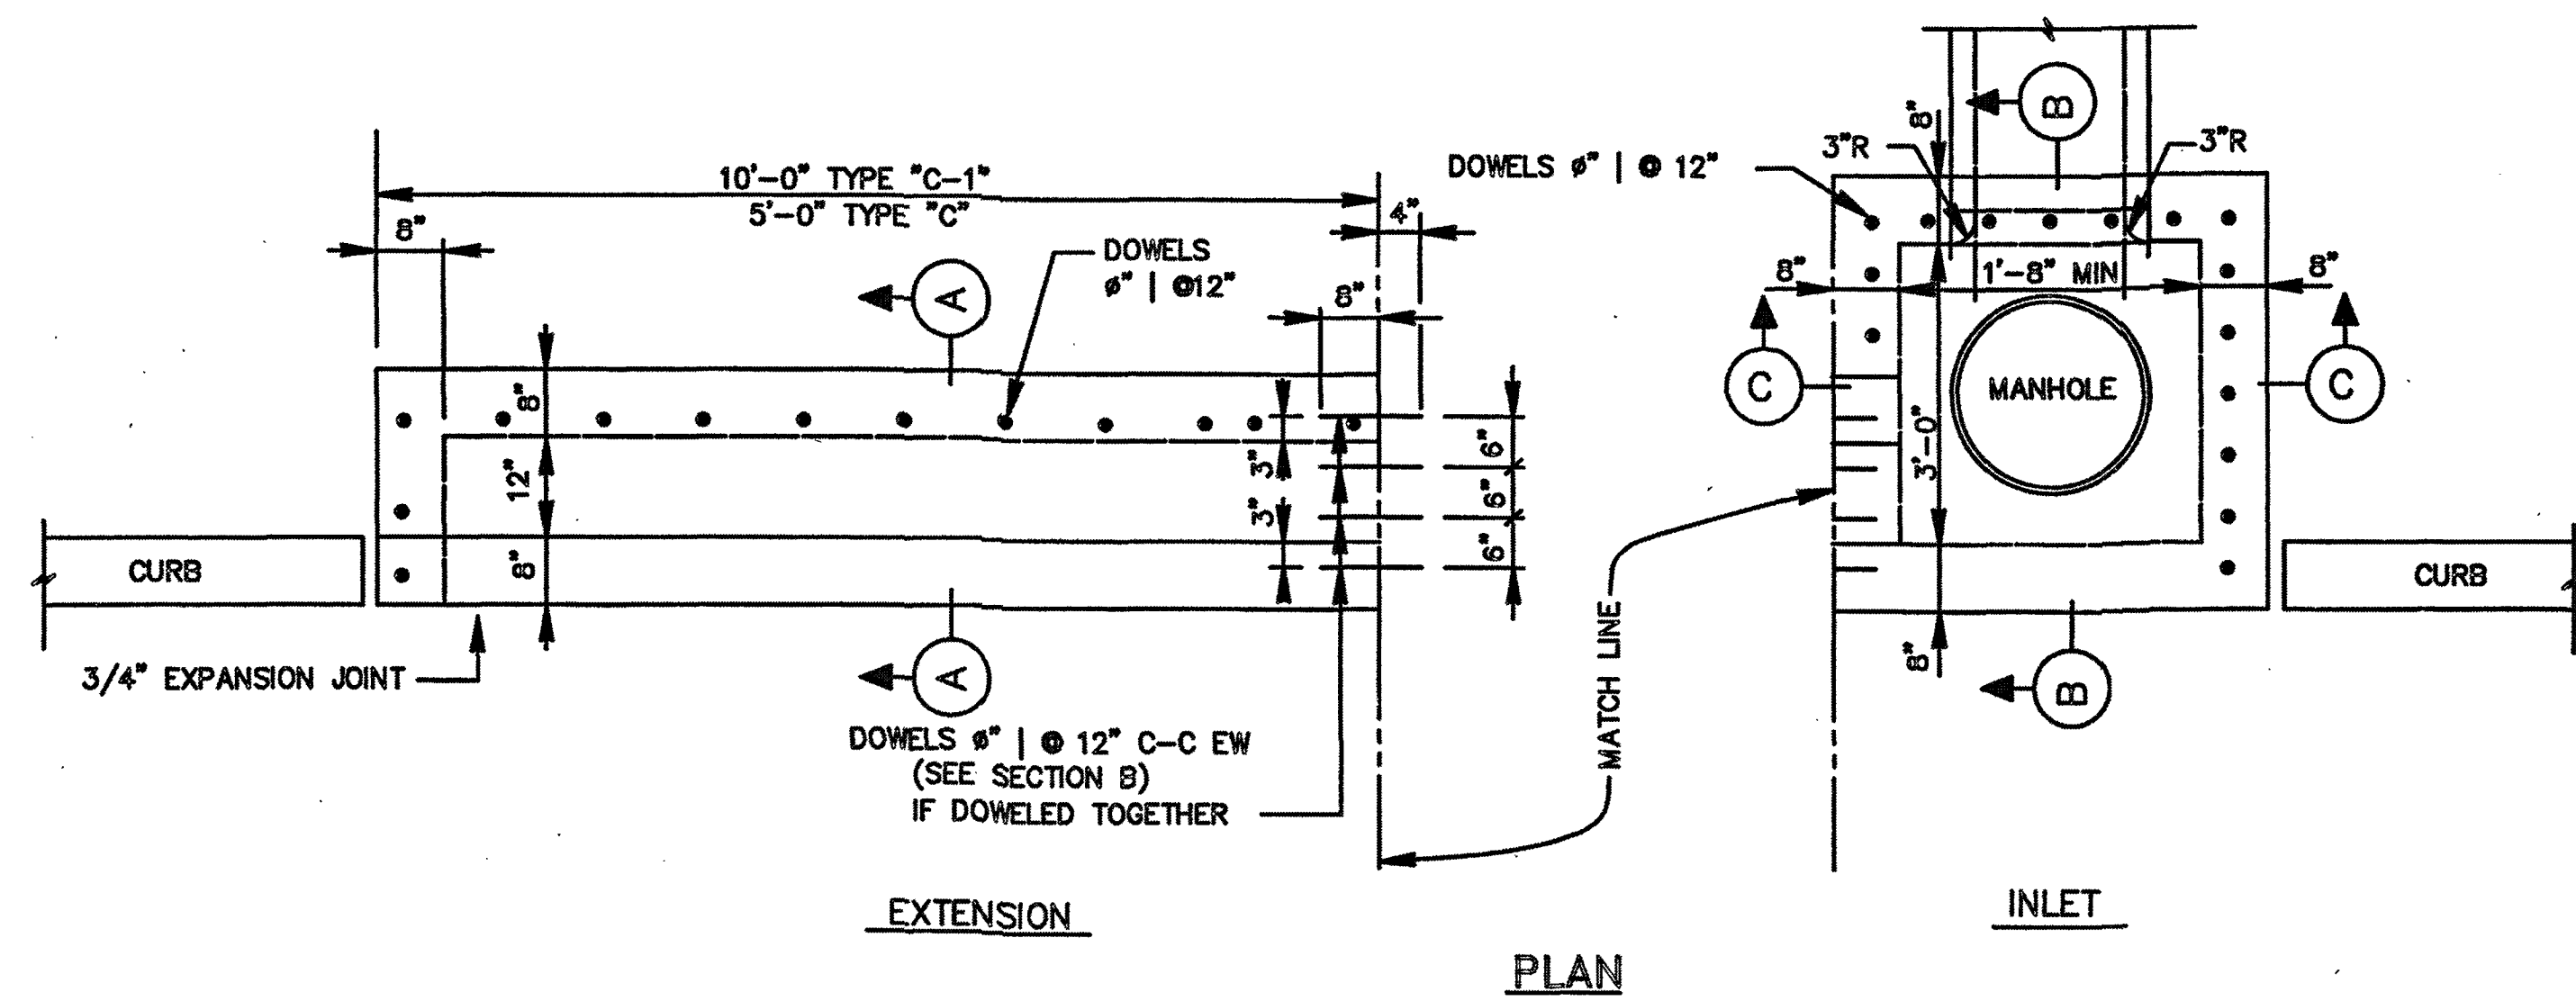 10'-0" TYPE "C-1"
5'-0" TYPE "C"
8"
4"
DOWELS
ø" | @12"
8"
A
8"
12"
8"
3"
3"
6"
6"
6"
CURB
3/4" EXPANSION JOINT
A
DOWELS ø" | @ 12" C-C EW
(SEE SECTION B)
IF DOWELED TOGETHER
EXTENSION
MATCH LINE
DOWELS ø" | @ 12"
8"
3"R
B
3"R
8"
1'-8" MIN
8"
C
MANHOLE
C
3'-0"
CURB
8"
B
INLET
PLAN